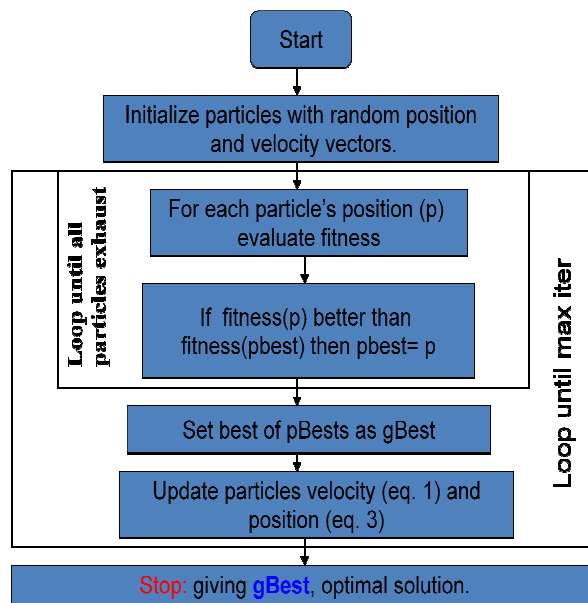 Start
Initialize particles with random position
and velocity vectors.
Loop until all
particles exhaust
For each particle's position (p)
evaluate fitness
If fitness(p) better than
fitness(pbest) then pbest= p
Loop until max iter
Set best of pBests as gBest
Update particles velocity (eq. 1) and
position (eq. 3)
Stop: giving gBest, optimal solution.